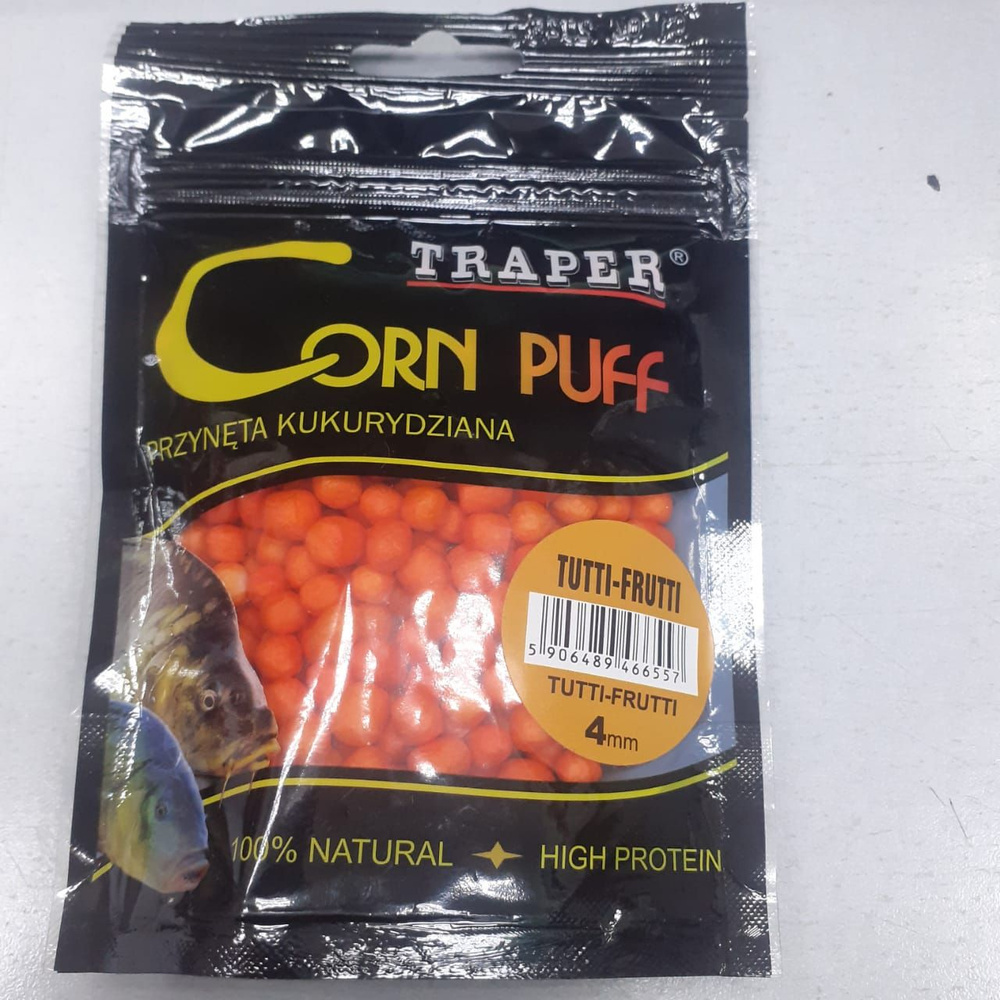 TRAPER®
CORN PUFF
PRZYNĘTA KUKURYDZIANA
TUTTI-FRUTTI
5 906489 466557
TUTTI-FRUTTI
4mm
100% NATURAL HIGH PROTEIN